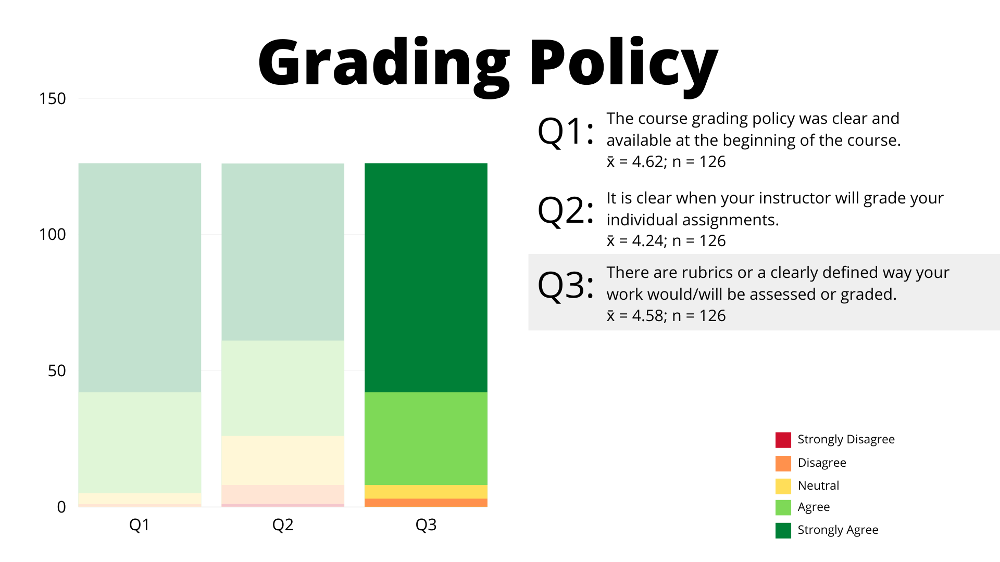 Grading Policy
150
100
50
0
Q1
Q2
Q3
Q1:
The course grading policy was clear and
available at the beginning of the course.
x̄ = 4.62; n = 126
Q2:
It is clear when your instructor will grade your
individual assignments.
x̄ = 4.24; n = 126
Q3:
There are rubrics or a clearly defined way your
work would/will be assessed or graded.
x̄ = 4.58; n = 126
Strongly Disagree
Disagree
Neutral
Agree
Strongly Agree